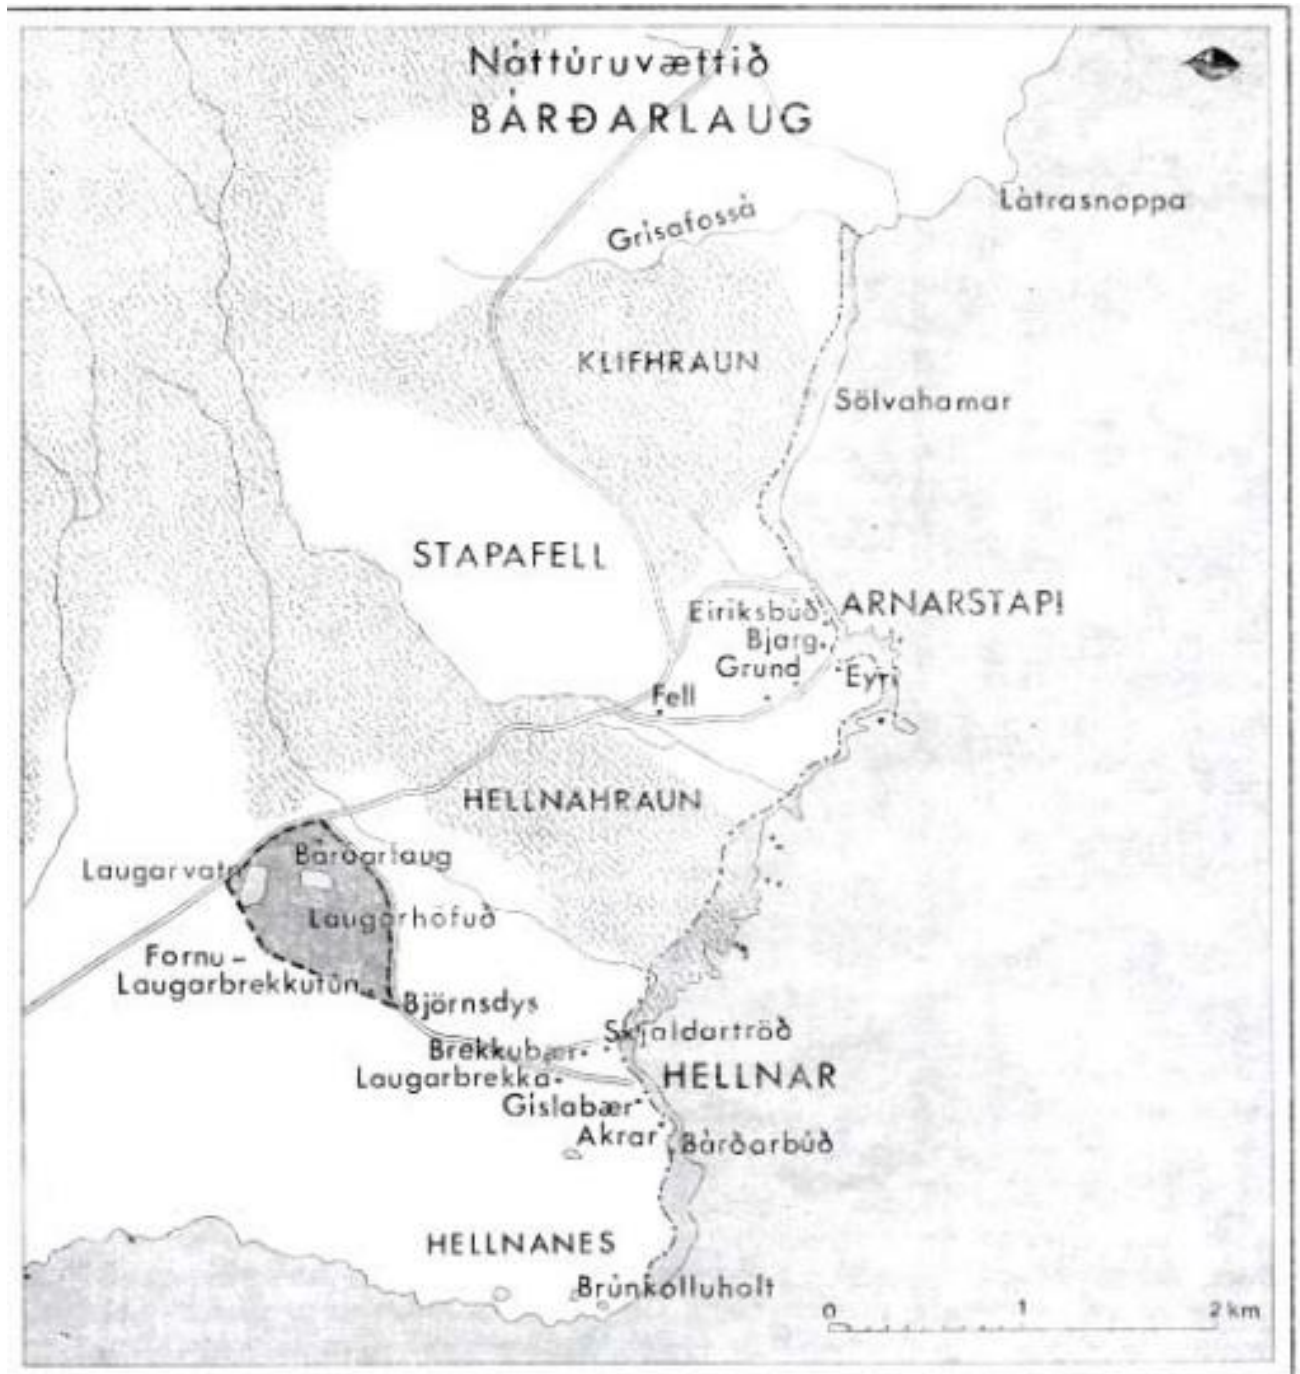 Náttúruvættið
BÁRÐARLAUG
Látrasnoppa
Grísafossá
KLIFHRAUN
Sölvahamar
STAPAFELL
ARNARSTAPI
Eiríksbúð
Bjarg
Grund
Eyri
Fell
HELLNAHRAUN
Bárðarlaug
Laugarvatn
Laugarhöfuð
Fornu-
Laugarbrekkutún
Björnsdys
Skjaldartröð
Brekkubær
HELLNAR
Laugarbrekka
Gíslabær
Akrar
Bárðarbúð
HELLNANES
Brúnkolluholt
0 1 2 km